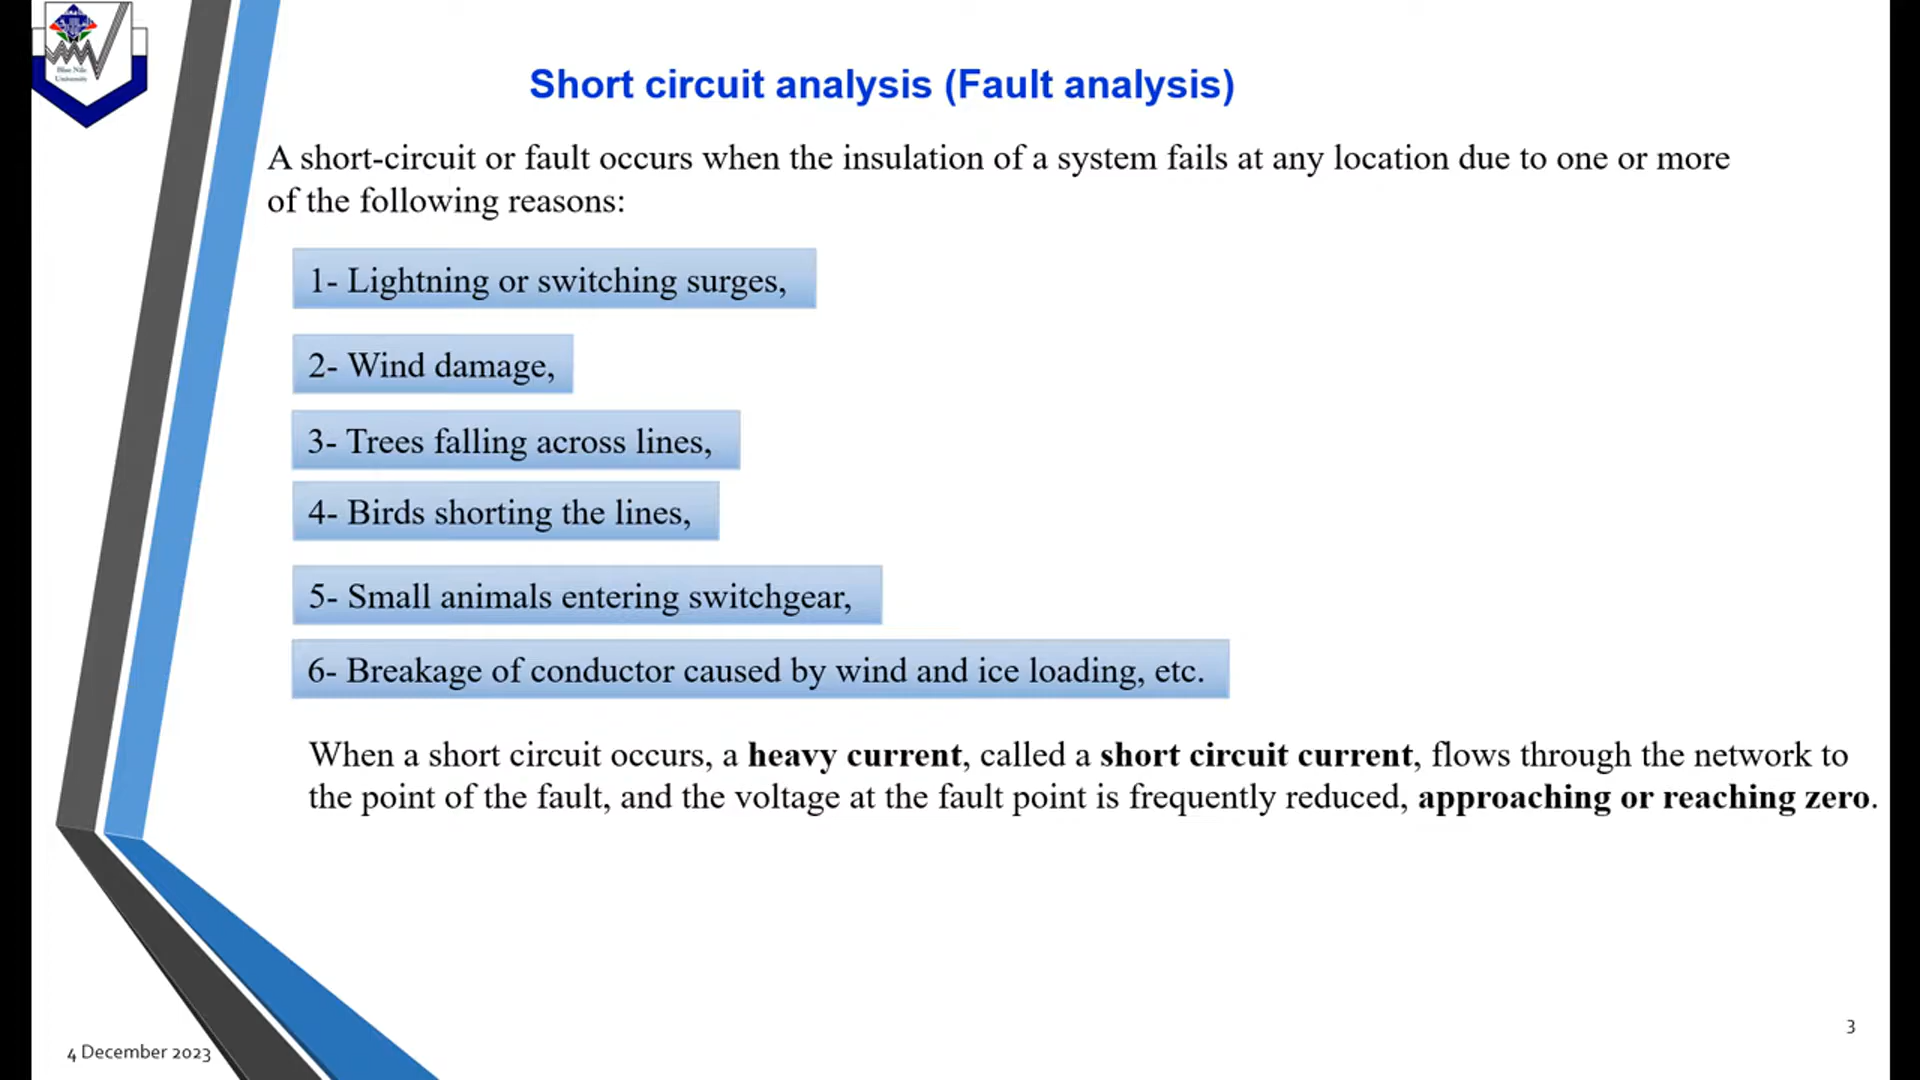 Blue Nile
University
Short circuit analysis (Fault analysis)
A short-circuit or fault occurs when the insulation of a system fails at any location due to one or more
of the following reasons:
1- Lightning or switching surges,
2- Wind damage,
3- Trees falling across lines,
4- Birds shorting the lines,
5- Small animals entering switchgear,
6- Breakage of conductor caused by wind and ice loading, etc.
When a short circuit occurs, a heavy current, called a short circuit current, flows through the network to
the point of the fault, and the voltage at the fault point is frequently reduced, approaching or reaching zero.
3
4 December 2023